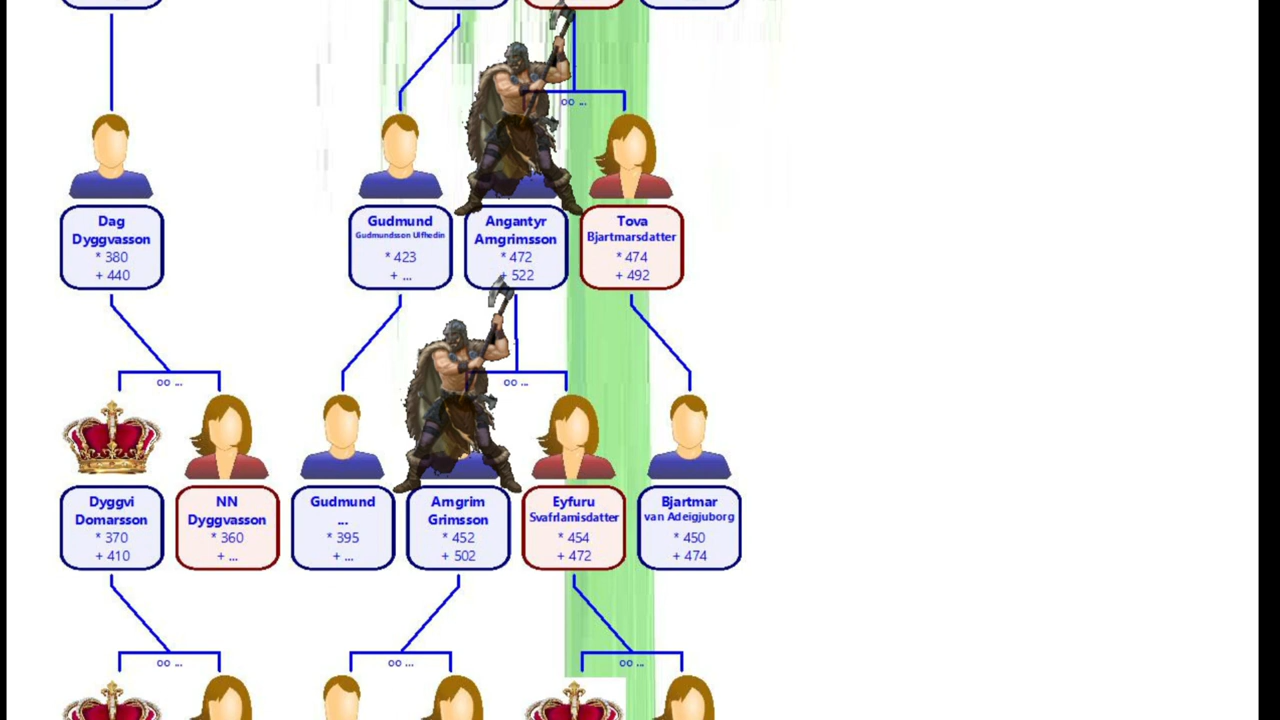 oo ...
Dag
Dyggvasson
* 380
+ 440
Gudmund
Gudmundsson Ulfhedin
* 423
+ ...
Angantyr
Arngrimsson
* 472
+ 522
Tova
Bjartmarsdatter
* 474
+ 492
oo ...
oo ...
Dyggvi
Domarsson
* 370
+ 410
NN
Dyggvasson
* 360
+ ...
Gudmund
...
* 395
+ ...
Arngrim
Grimsson
* 452
+ 502
Eyfuru
Svafrlamisdatter
* 454
+ 472
Bjartmar
van Adeigjuborg
* 450
+ 474
oo ...
oo ...
oo ...